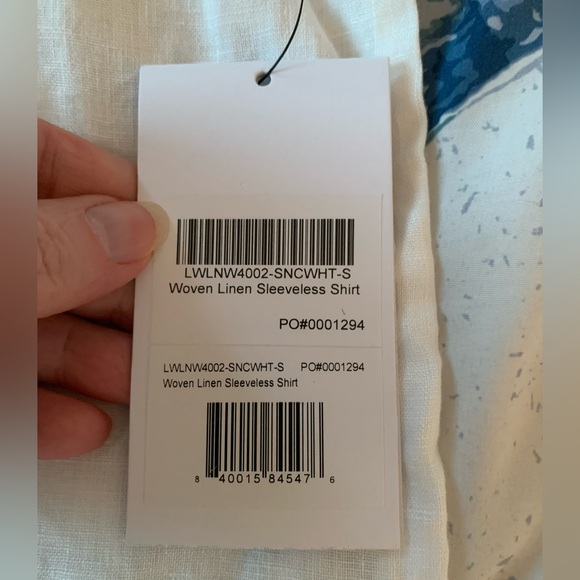 LWLNW4002-SNCWHT-S
Woven Linen Sleeveless Shirt
PO#0001294
LWLNW4002-SNCWHT-S PO#0001294
Woven Linen Sleeveless Shirt
8 40015 84547 6